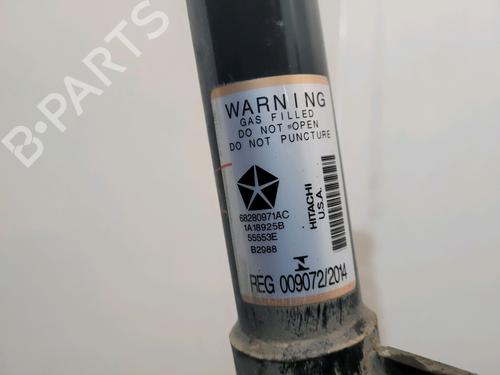 WARNING
GAS FILLED
DO NOT OPEN
DO NOT PUNCTURE
68280971AC
1A18925B
55553E
B2988
HITACHI
U.S.A.
REG 009072/2014
B-PARTS